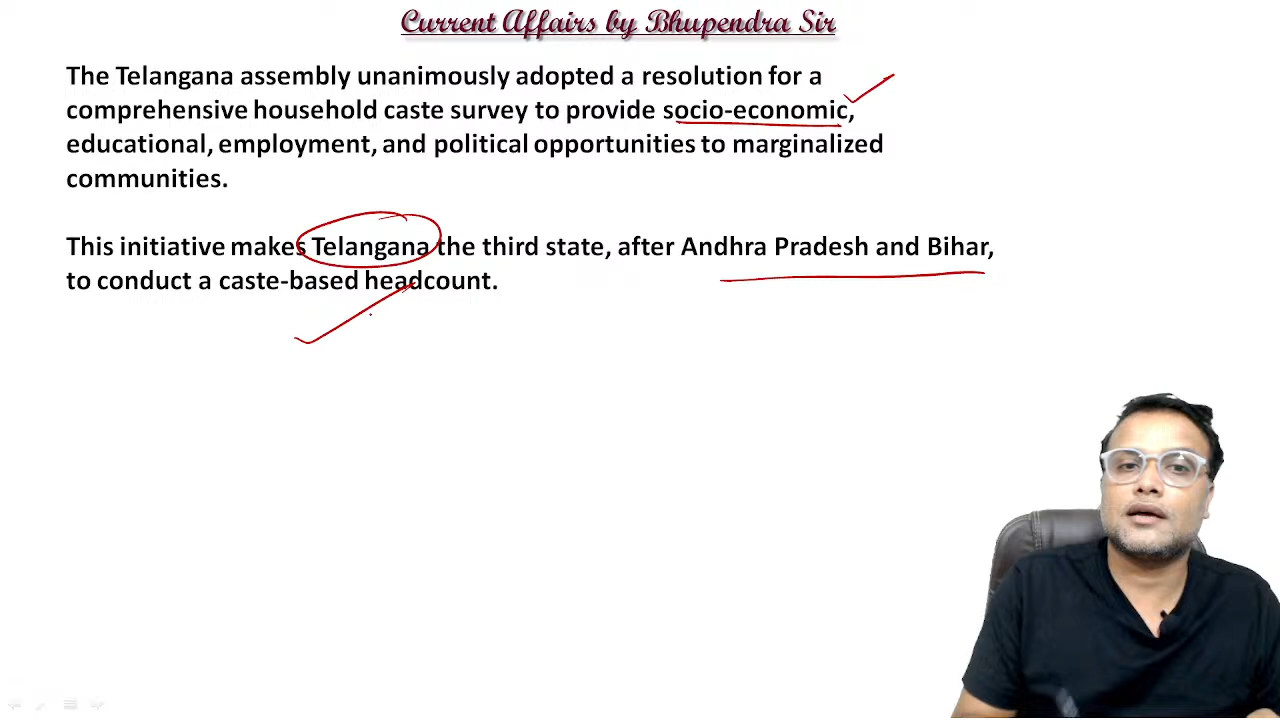 Current Affairs by Bhupendra Sir
The Telangana assembly unanimously adopted a resolution for a
comprehensive household caste survey to provide socio-economic,
educational, employment, and political opportunities to marginalized
communities.
This initiative makes Telangana the third state, after Andhra Pradesh and Bihar,
to conduct a caste-based headcount.